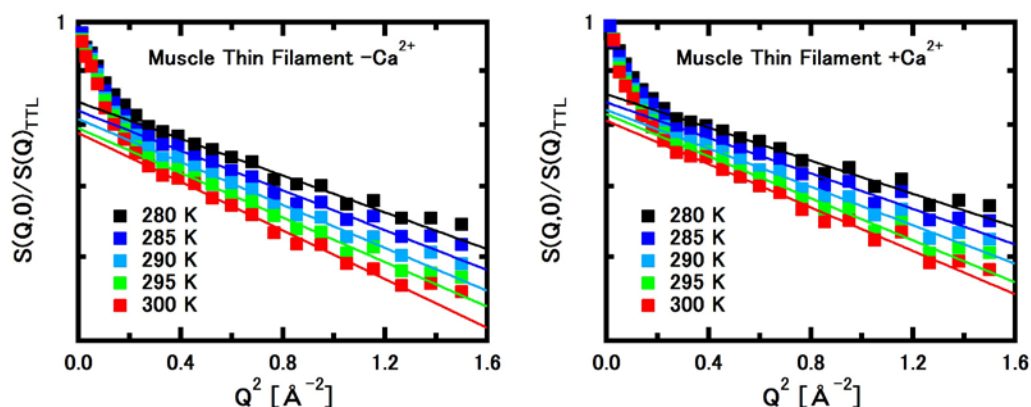 1
Muscle Thin Filament −Ca²⁺
S(Q,0)/S(Q)TTL
280 K
285 K
290 K
295 K
300 K
0.0 0.4 0.8 1.2 1.6
Q² [Å⁻²]
1
Muscle Thin Filament +Ca²⁺
S(Q,0)/S(Q)TTL
280 K
285 K
290 K
295 K
300 K
0.0 0.4 0.8 1.2 1.6
Q² [Å⁻²]